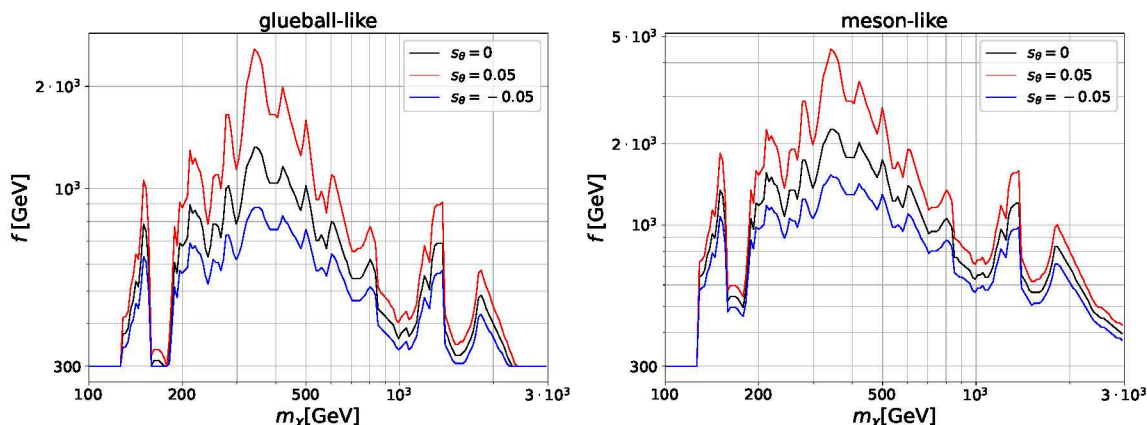 glueball-like
2 · 10³
10³
300
f [GeV]
s_θ = 0
s_θ = 0.05
s_θ = −0.05
100 200 500 10³ 3 · 10³
m_χ[GeV]
meson-like
5 · 10³
2 · 10³
10³
300
f [GeV]
s_θ = 0
s_θ = 0.05
s_θ = −0.05
100 200 500 10³ 3 · 10³
m_χ[GeV]